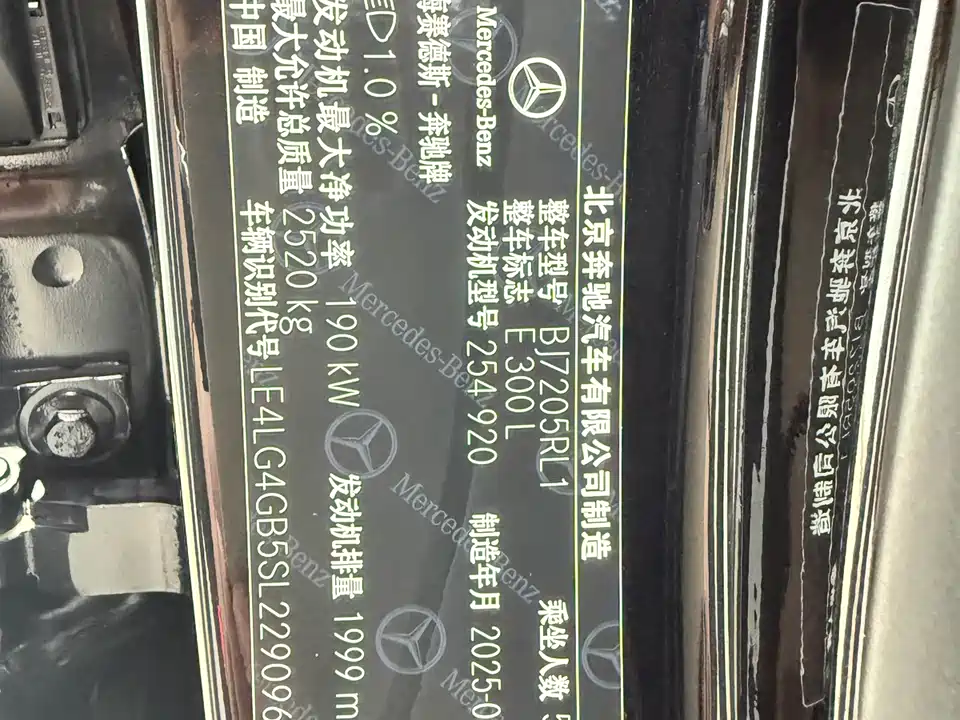 北京奔驰汽车有限公司制造
Mercedes-Benz
梅赛德斯-奔驰牌
整车型号 BJ7205RL1 乘坐人数 5
整车标志 E 300 L
发动机型号 254 920 制造年月 2025-0
1.0 %
发动机最大净功率 190 kW 发动机排量 1999 m
最大允许总质量 2520 kg
中国 制造 车辆识别代号 LE4LG4GB5SL229096